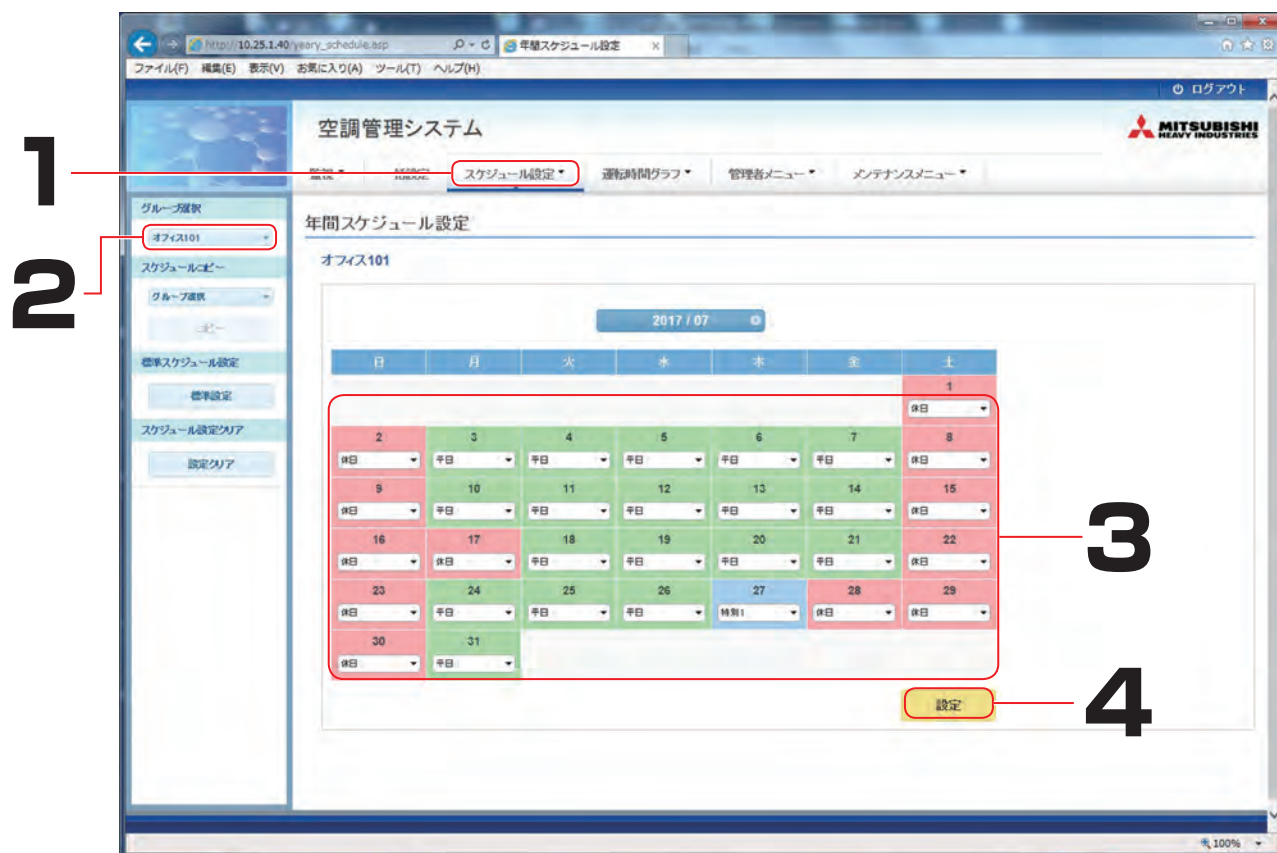 http://10.25.1.40/yeary_schedule.asp
年間スケジュール設定
ファイル(F) 編集(E) 表示(V) お気に入り(A) ツール(T) ヘルプ(H)
ログアウト
空調管理システム
MITSUBISHI
HEAVY INDUSTRIES
1
監視 一括設定 スケジュール設定 運転時間グラフ 管理者メニュー メンテナンスメニュー
グループ選択
年間スケジュール設定
オフィス101
2
オフィス101
スケジュールコピー
グループ選択
コピー
標準スケジュール設定
標準設定
スケジュール設定クリア
設定クリア
2017 / 07
日 月 火 水 木 金 土
1
休日
2 3 4 5 6 7 8
休日 平日 平日 平日 平日 平日 休日
9 10 11 12 13 14 15
休日 平日 平日 平日 平日 平日 休日
16 17 18 19 20 21 22
休日 休日 平日 平日 平日 平日 休日
23 24 25 26 27 28 29
休日 平日 平日 平日 特別1 休日 休日
30 31
休日 平日
3
設定
4
100%